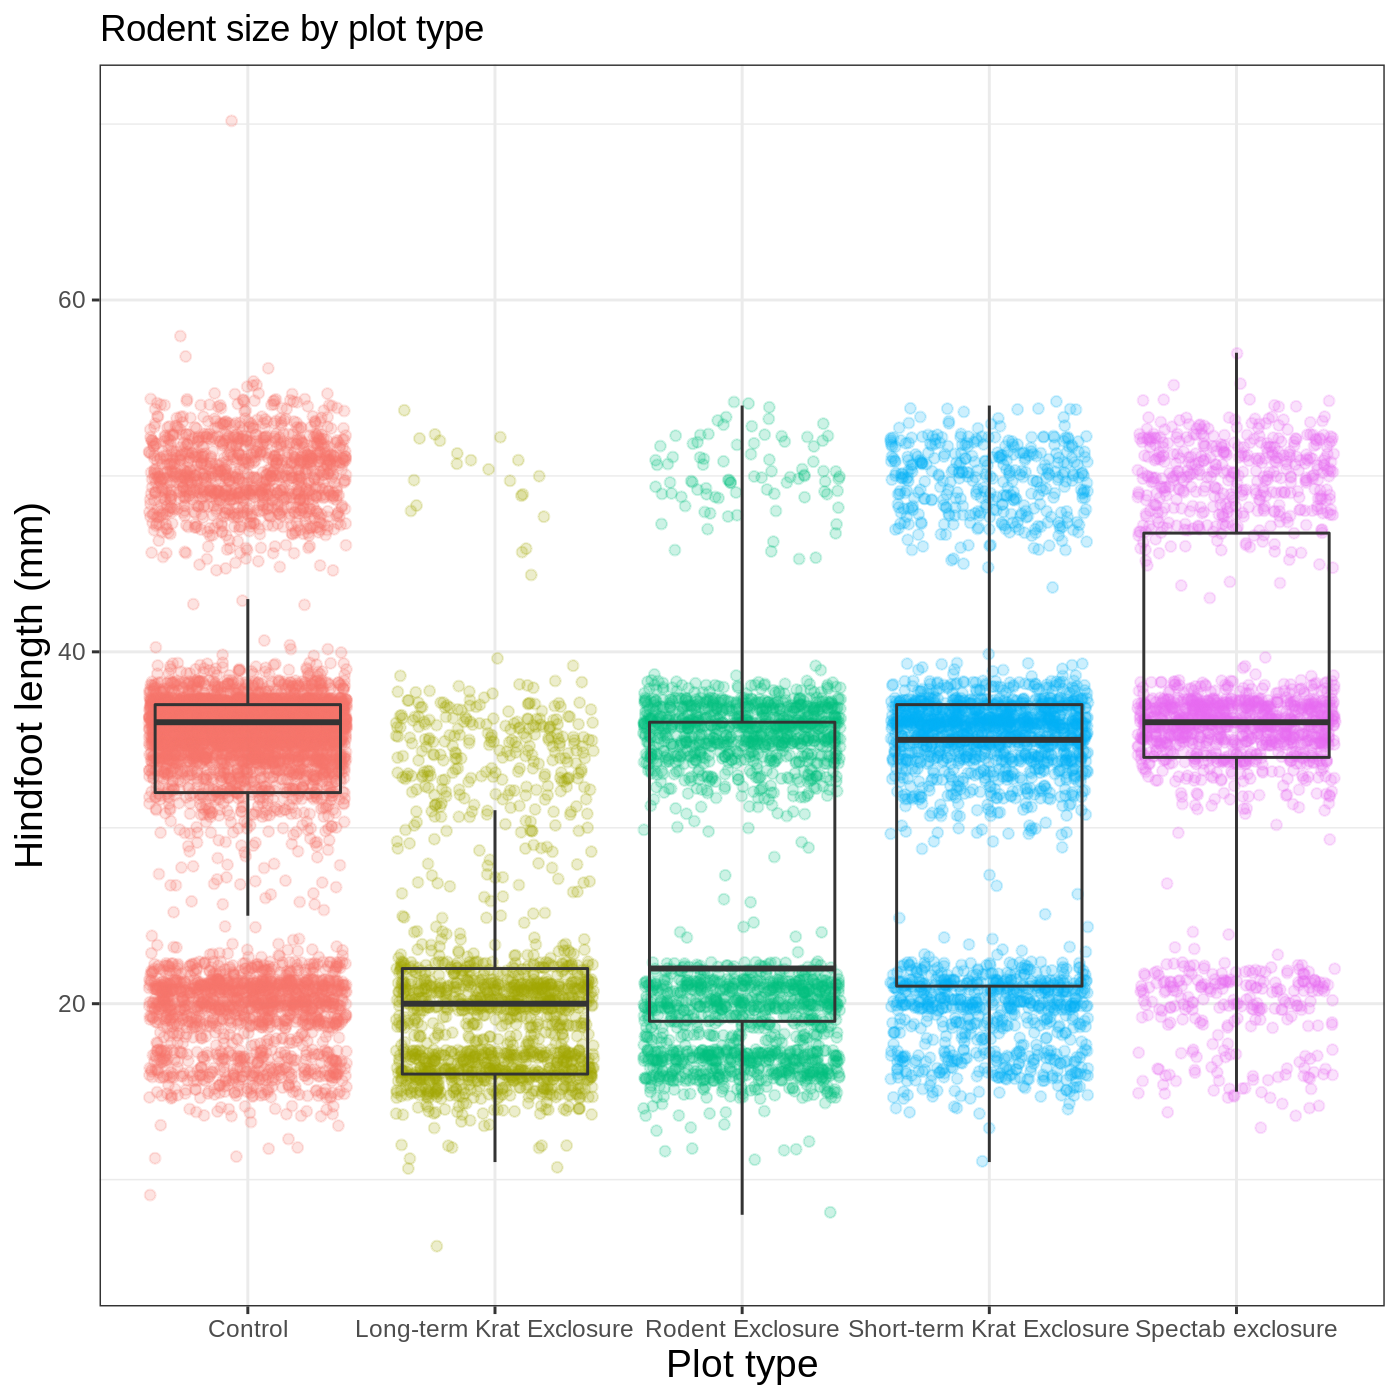 Rodent size by plot type
Hindfoot length (mm)
60
40
20
Control Long-term Krat Exclosure Rodent Exclosure Short-term Krat Exclosure Spectab exclosure
Plot type